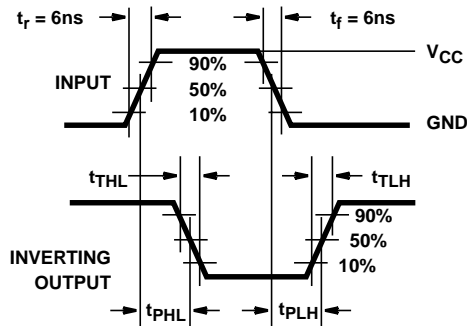 tr = 6ns
tf = 6ns
VCC
90%
INPUT
50%
10%
GND
tTHL
tTLH
90%
50%
10%
INVERTING
OUTPUT
tPHL
tPLH